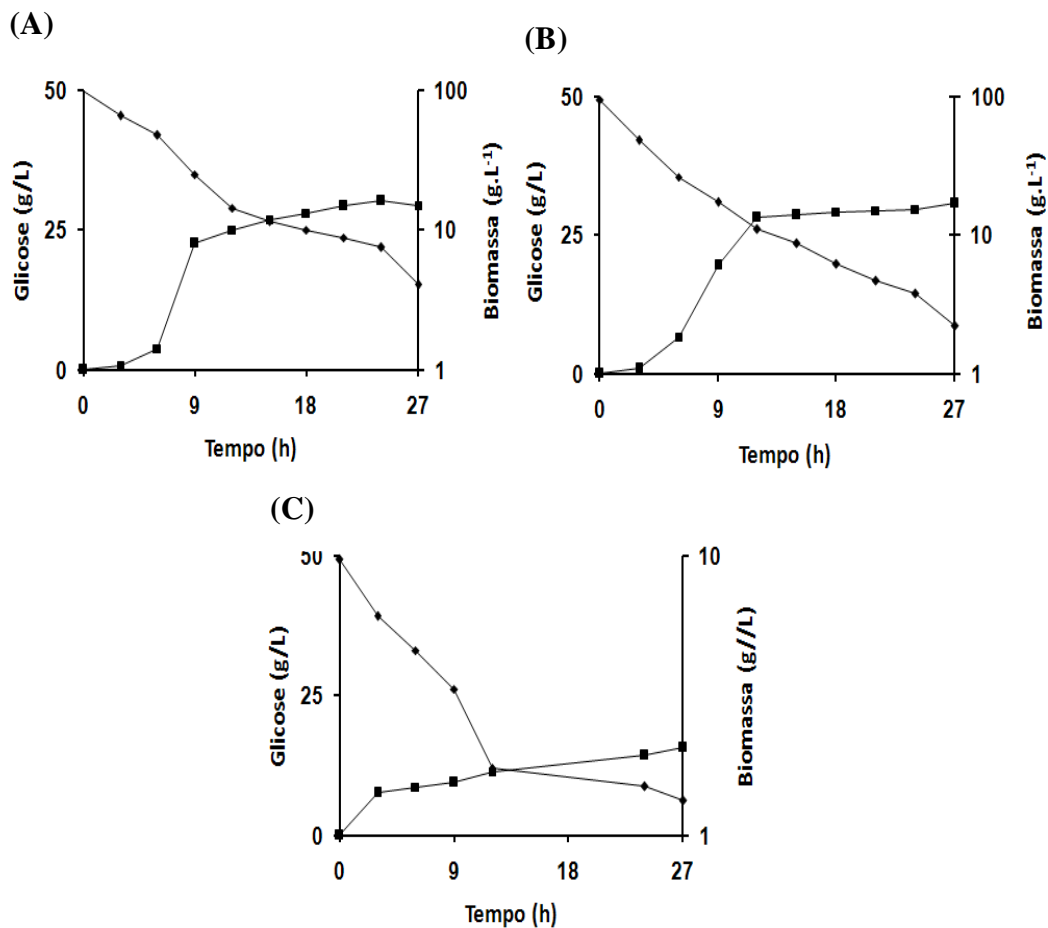 (A)
50
25
0
Glicose (g/L)
100
10
1
Biomassa (g.L-1)
0 9 18 27
Tempo (h)
(B)
50
25
0
Glicose (g/L)
100
10
1
Biomassa (g.L-1)
0 9 18 27
Tempo (h)
(C)
50
25
0
Glicose (g/L)
10
1
Biomassa (g//L)
0 9 18 27
Tempo (h)